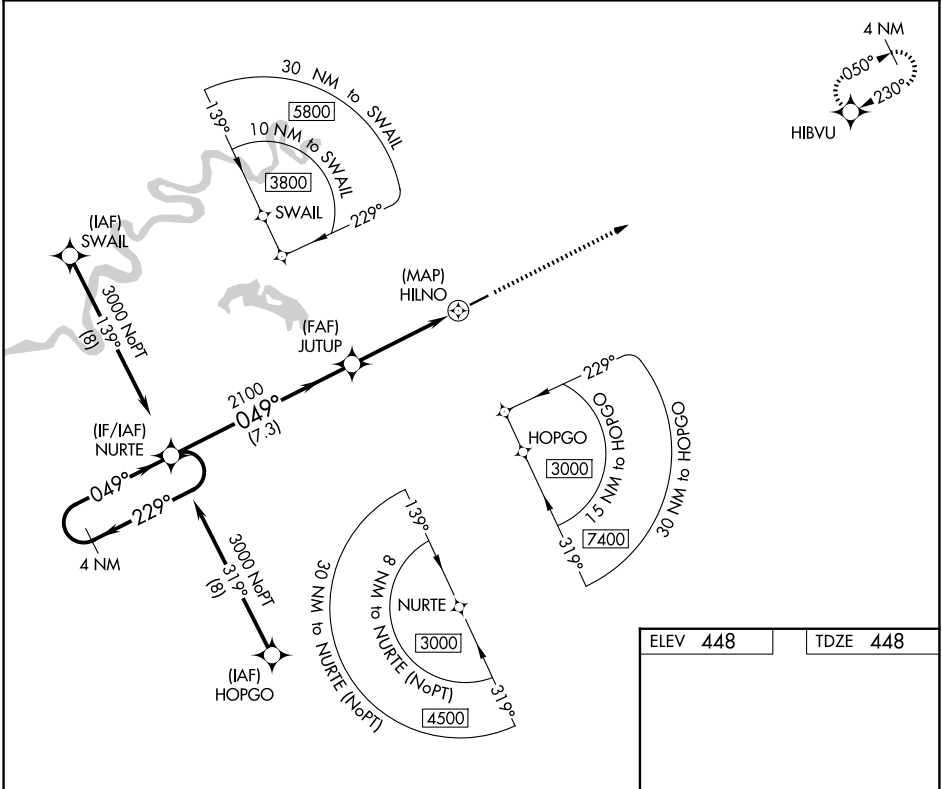 4 NM
050°
230°
HIBVU
30 NM to SWAIL
5800
139°
10 NM to SWAIL
3800
SWAIL
229°
(IAF)
SWAIL
3000 NoPT
139°
(8)
(MAP)
HILNO
(FAF)
JUTUP
2100
049°
(7.3)
(IF/IAF)
NURTE
049°
229°
4 NM
3000 NoPT
319°
(8)
(IAF)
HOPGO
229°
HOPGO
3000
15 NM to HOPGO
30 NM to HOPGO
7400
319°
139°
NURTE
8 NM to NURTE (NoPT)
3000
30 NM to NURTE (NoPT)
4500
319°
ELEV 448
TDZE 448